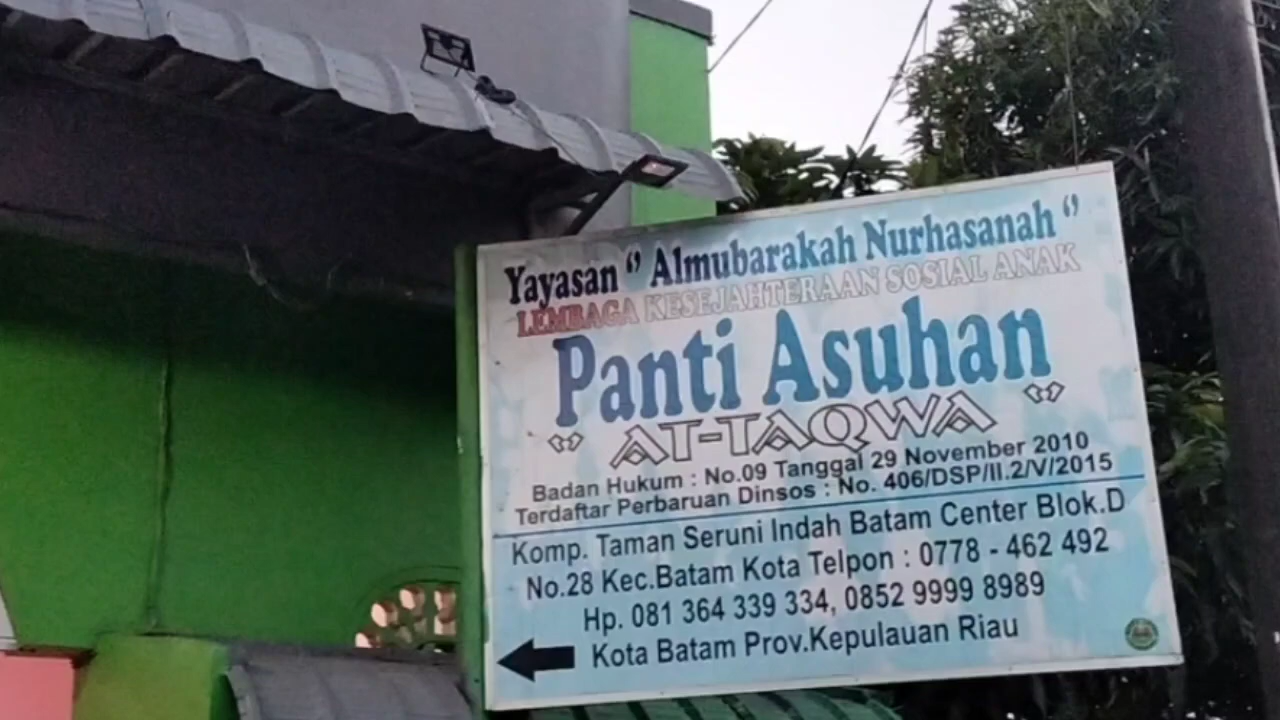 Yayasan " Almubarakah Nurhasanah "
LEMBAGA KESEJAHTERAAN SOSIAL ANAK
Panti Asuhan
" AT-TAQWA "
Badan Hukum : No.09 Tanggal 29 November 2010
Terdaftar Perbaruan Dinsos : No. 406/DSP/II.2/V/2015
Komp. Taman Seruni Indah Batam Center Blok.D
No.28 Kec.Batam Kota Telpon : 0778 - 462 492
Hp. 081 364 339 334, 0852 9999 8989
Kota Batam Prov.Kepulauan Riau